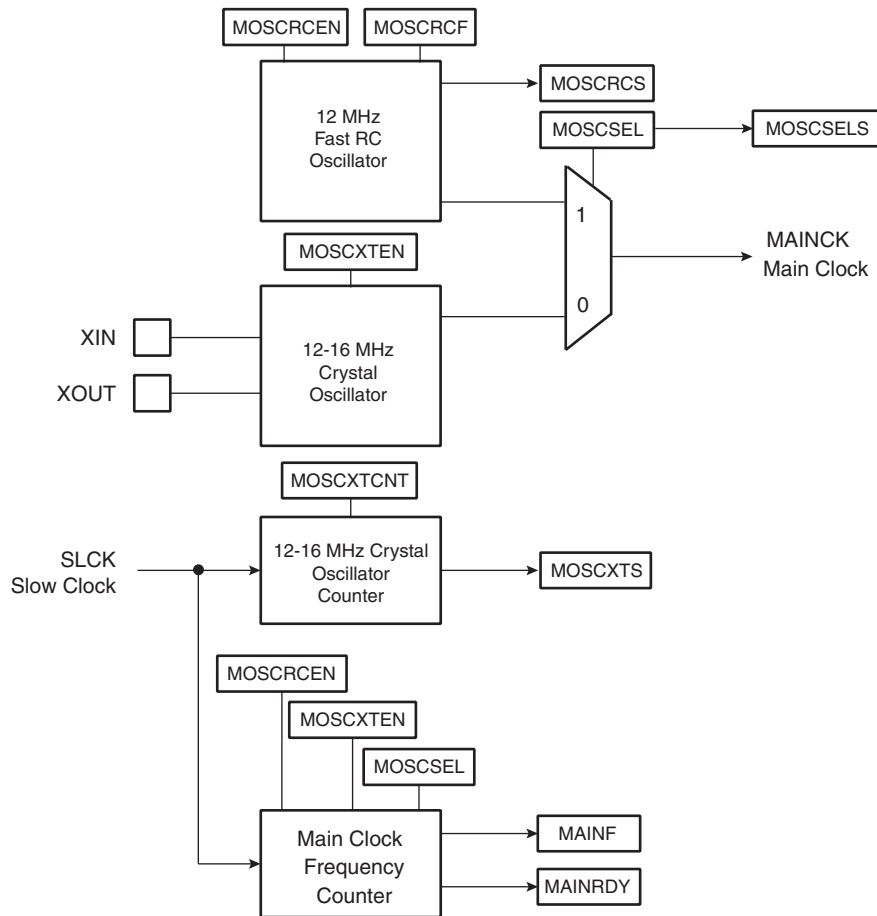 MOSCRCEN
MOSCRCF
12 MHz
Fast RC
Oscillator
MOSCRCS
MOSCSEL
MOSCSELS
1
0
MAINCK
Main Clock
MOSCXTEN
XIN
XOUT
12-16 MHz
Crystal
Oscillator
MOSCXTCNT
SLCK
Slow Clock
12-16 MHz Crystal
Oscillator
Counter
MOSCXTS
MOSCRCEN
MOSCXTEN
MOSCSEL
Main Clock
Frequency
Counter
MAINF
MAINRDY